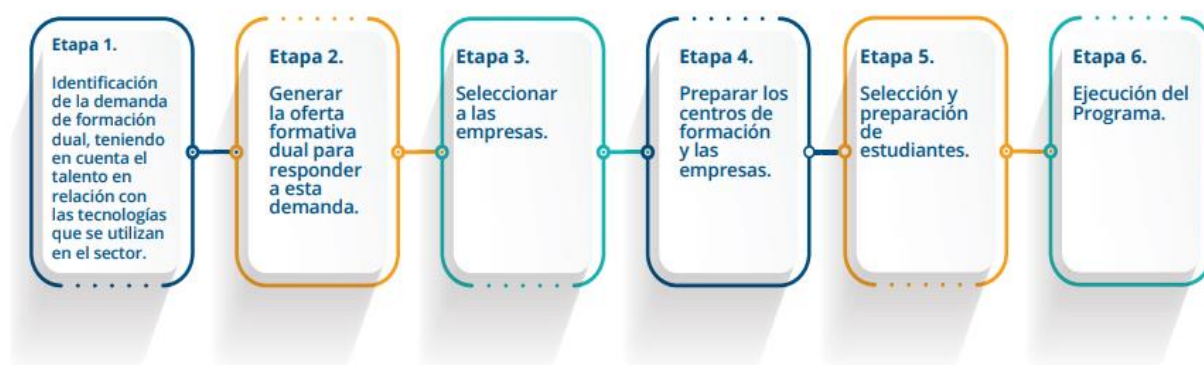 Etapa 1.
Identificación
de la demanda
de formación
dual, teniendo
en cuenta el
talento en
relación con
las tecnologías
que se utilizan
en el sector.
Etapa 2.
Generar
la oferta
formativa
dual para
responder
a esta
demanda.
Etapa 3.
Seleccionar
a las
empresas.
Etapa 4.
Preparar los
centros de
formación
y las
empresas.
Etapa 5.
Selección y
preparación
de
estudiantes.
Etapa 6.
Ejecución del
Programa.